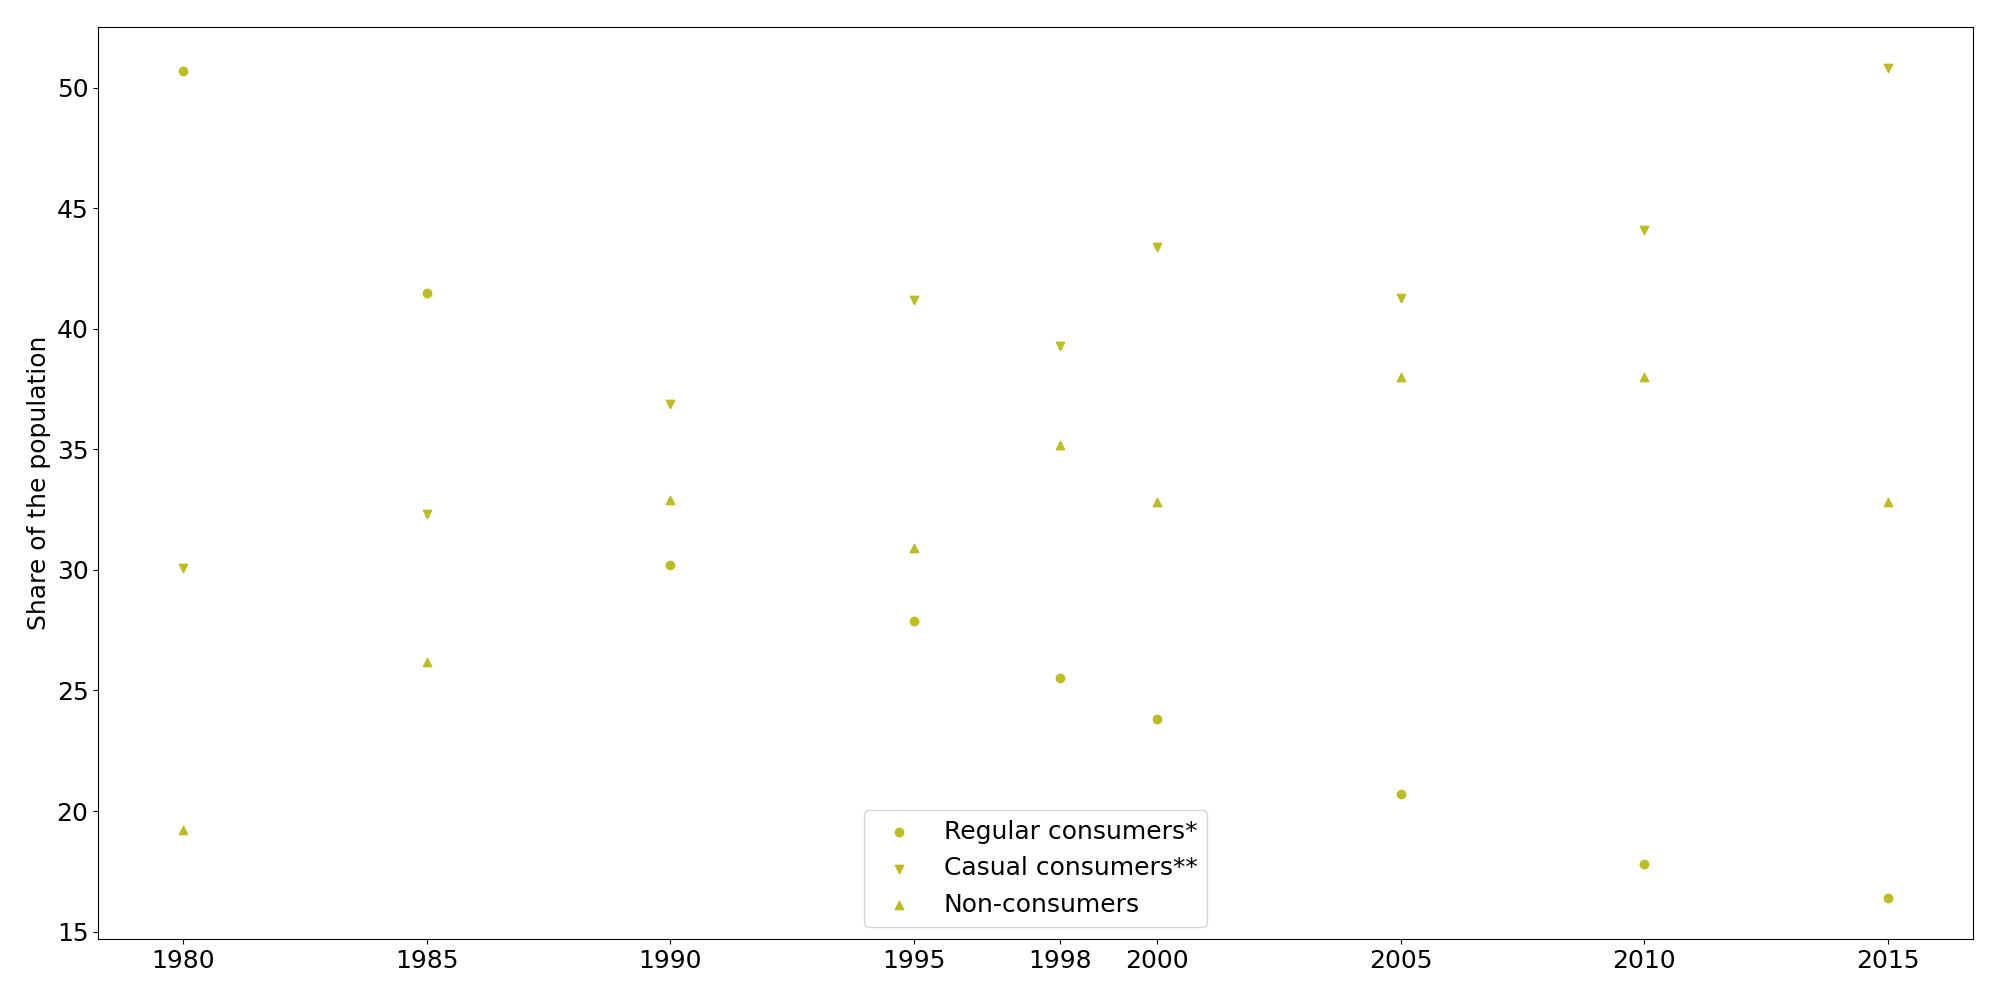 Share of the population
50
45
40
35
30
25
20
15
Regular consumers*
Casual consumers**
Non-consumers
1980 1985 1990 1995 1998 2000 2005 2010 2015